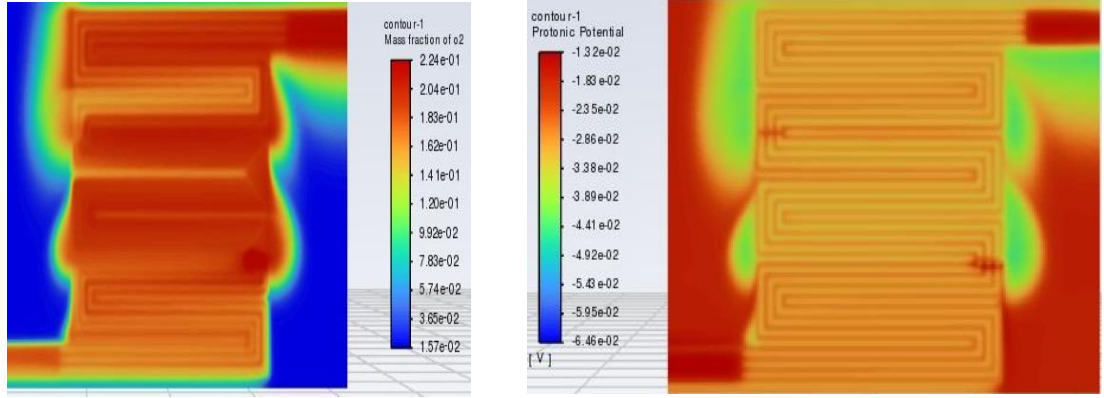 contour-1
Mass fraction of o2
2.24e-01
2.04e-01
1.83e-01
1.62e-01
1.41e-01
1.20e-01
9.92e-02
7.83e-02
5.74e-02
3.65e-02
1.57e-02
contour-1
Protonic Potential
-1.32e-02
-1.83e-02
-2.35e-02
-2.86e-02
-3.38e-02
-3.89e-02
-4.41e-02
-4.92e-02
-5.43e-02
-5.95e-02
-6.46e-02
[ V ]